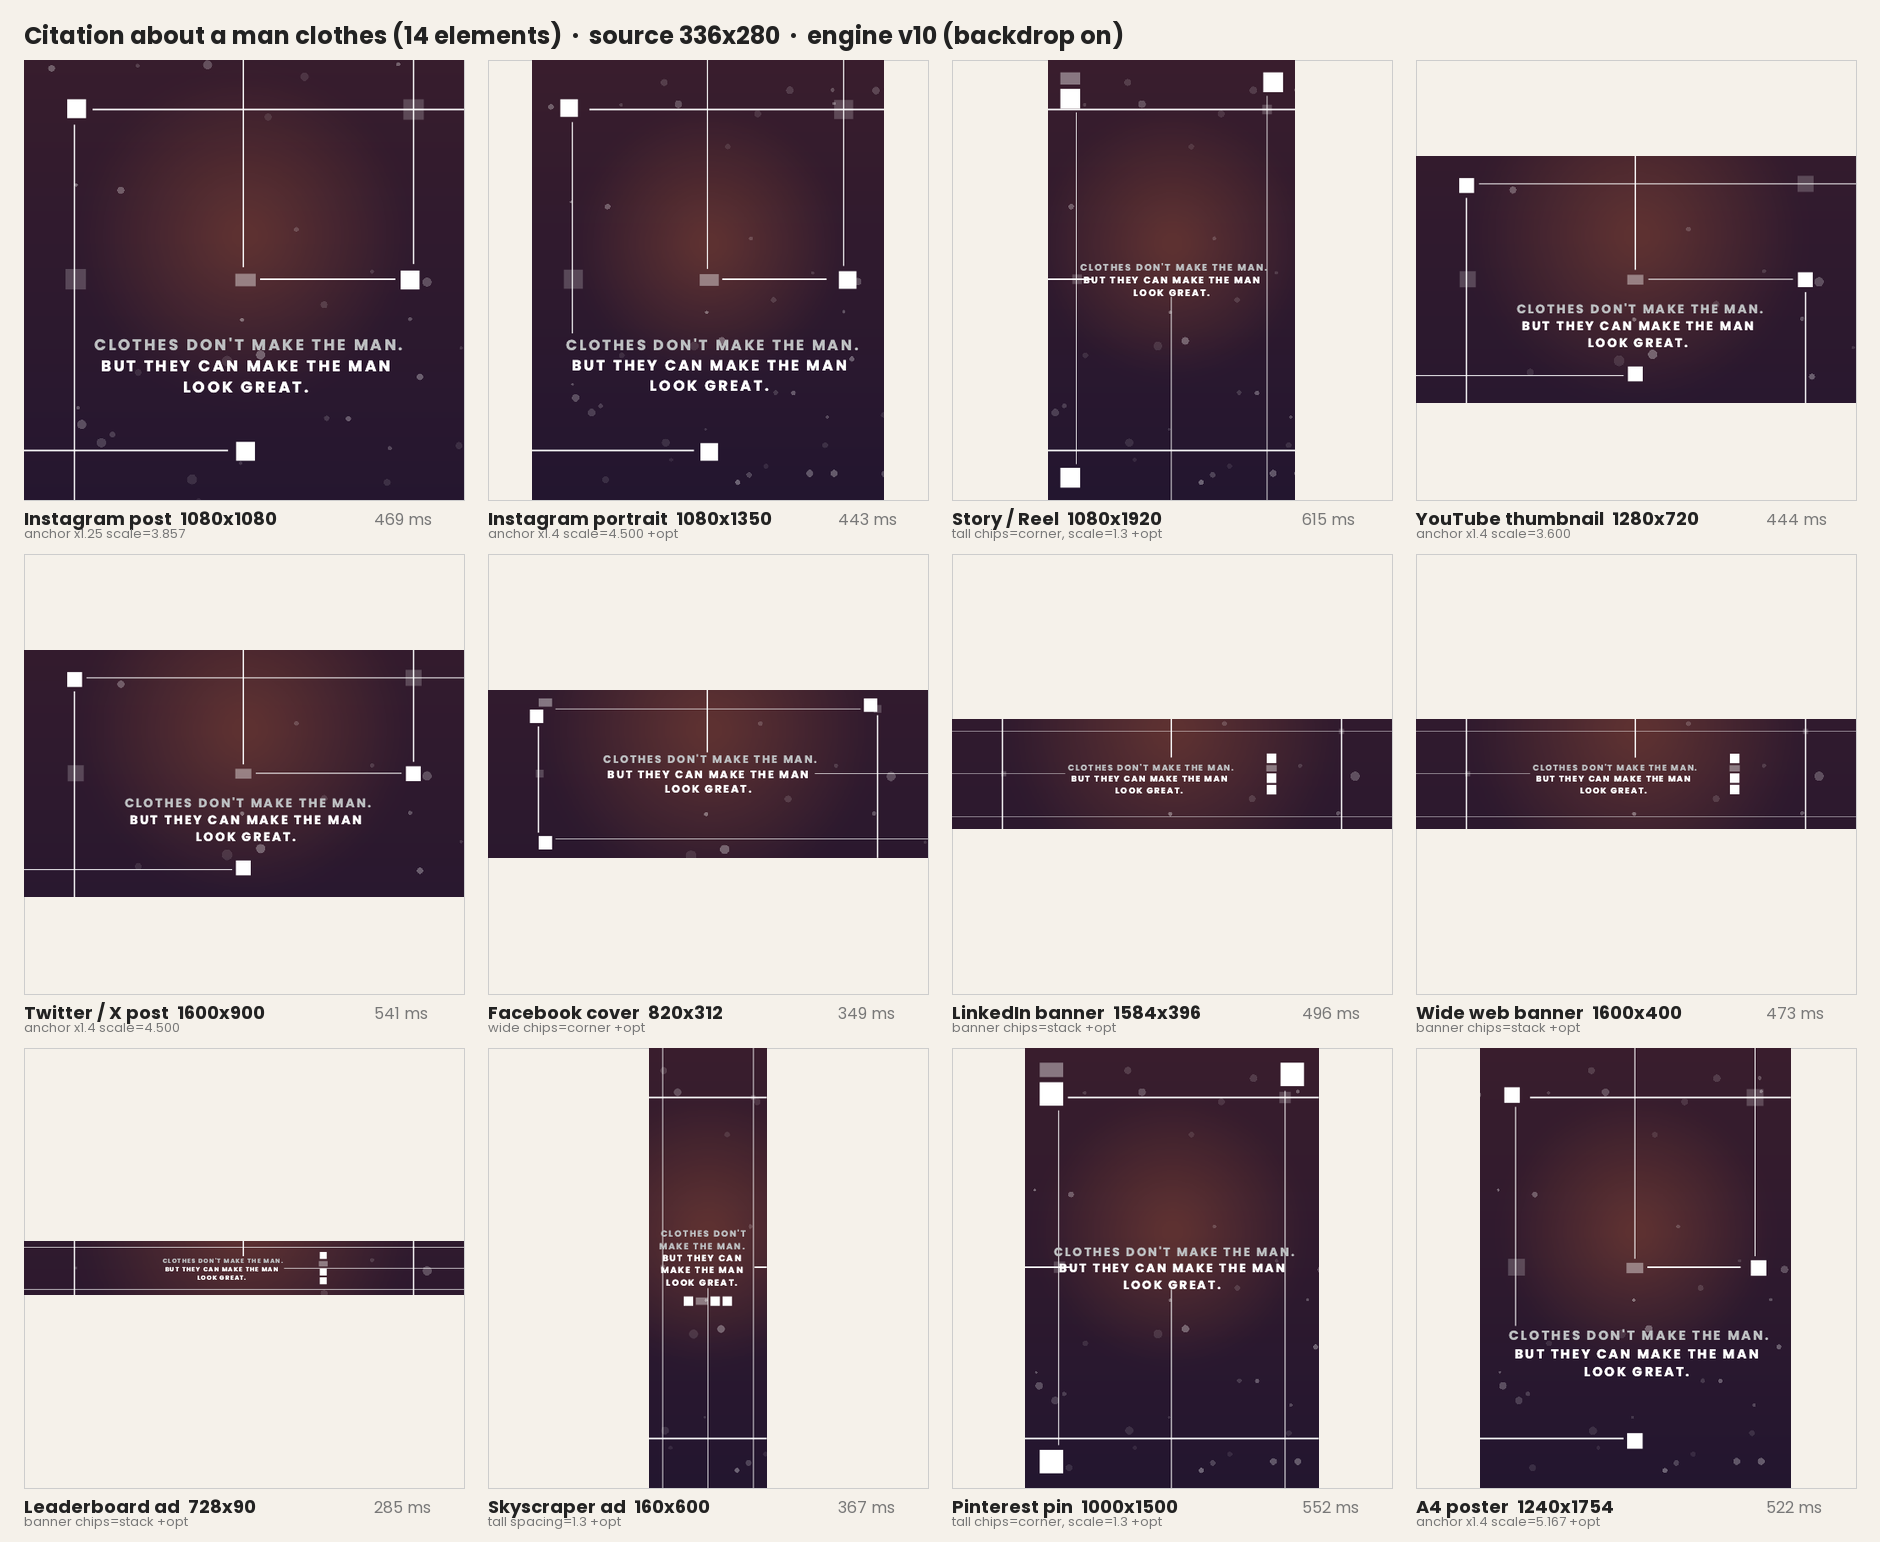 Citation about a man clothes (14 elements) · source 336x280 · engine v10 (backdrop on)
CLOTHES DON'T MAKE THE MAN.
BUT THEY CAN MAKE THE MAN
LOOK GREAT.
Instagram post 1080x1080 469 ms
anchor x1.25 scale=3.857
CLOTHES DON'T MAKE THE MAN.
BUT THEY CAN MAKE THE MAN
LOOK GREAT.
Instagram portrait 1080x1350 443 ms
anchor x1.4 scale=4.500 +opt
CLOTHES DON'T MAKE THE MAN.
BUT THEY CAN MAKE THE MAN
LOOK GREAT.
Story / Reel 1080x1920 615 ms
tall chips=corner, scale=1.3 +opt
CLOTHES DON'T MAKE THE MAN.
BUT THEY CAN MAKE THE MAN
LOOK GREAT.
YouTube thumbnail 1280x720 444 ms
anchor x1.4 scale=3.600
CLOTHES DON'T MAKE THE MAN.
BUT THEY CAN MAKE THE MAN
LOOK GREAT.
Twitter / X post 1600x900 541 ms
anchor x1.4 scale=4.500
CLOTHES DON'T MAKE THE MAN.
BUT THEY CAN MAKE THE MAN
LOOK GREAT.
Facebook cover 820x312 349 ms
wide chips=corner +opt
CLOTHES DON'T MAKE THE MAN.
BUT THEY CAN MAKE THE MAN
LOOK GREAT.
LinkedIn banner 1584x396 496 ms
banner chips=stack +opt
CLOTHES DON'T MAKE THE MAN.
BUT THEY CAN MAKE THE MAN
LOOK GREAT.
Wide web banner 1600x400 473 ms
banner chips=stack +opt
CLOTHES DON'T MAKE THE MAN.
BUT THEY CAN MAKE THE MAN
LOOK GREAT.
Leaderboard ad 728x90 285 ms
banner chips=stack +opt
CLOTHES DON'T
MAKE THE MAN.
BUT THEY CAN
MAKE THE MAN
LOOK GREAT.
Skyscraper ad 160x600 367 ms
tall spacing=1.3 +opt
CLOTHES DON'T MAKE THE MAN.
BUT THEY CAN MAKE THE MAN
LOOK GREAT.
Pinterest pin 1000x1500 552 ms
tall chips=corner, scale=1.3 +opt
CLOTHES DON'T MAKE THE MAN.
BUT THEY CAN MAKE THE MAN
LOOK GREAT.
A4 poster 1240x1754 522 ms
anchor x1.4 scale=5.167 +opt